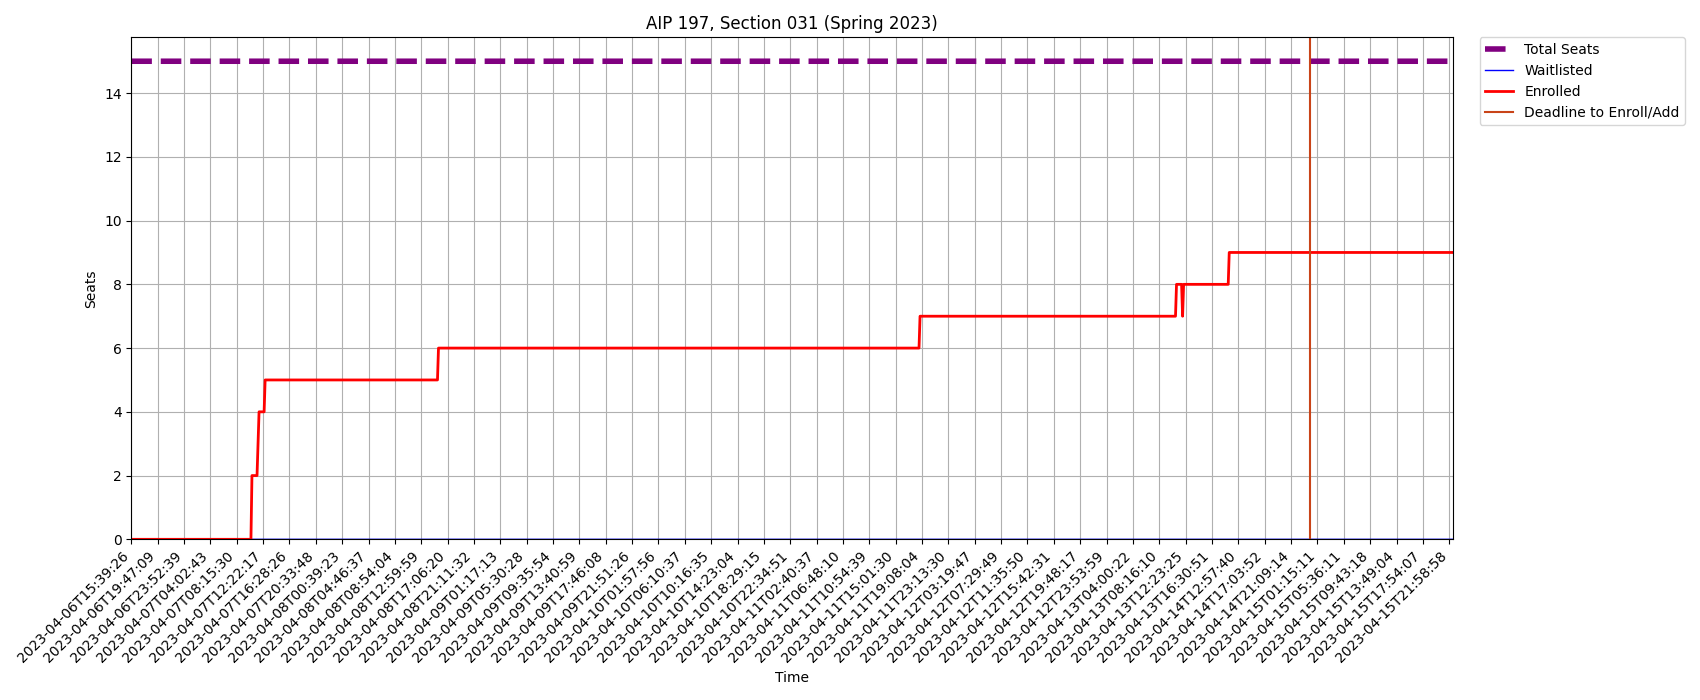 AIP 197, Section 031 (Spring 2023)
Total Seats
Waitlisted
Enrolled
Deadline to Enroll/Add
Seats
14
12
10
8
6
4
2
0
2023-04-06T15:39:26
2023-04-06T19:47:09
2023-04-06T23:52:39
2023-04-07T04:02:43
2023-04-07T08:15:30
2023-04-07T12:22:17
2023-04-07T16:28:26
2023-04-07T20:33:48
2023-04-08T00:39:23
2023-04-08T04:46:37
2023-04-08T08:54:04
2023-04-08T12:59:59
2023-04-08T17:06:20
2023-04-08T21:11:32
2023-04-09T01:17:13
2023-04-09T05:30:28
2023-04-09T09:35:54
2023-04-09T13:40:59
2023-04-09T17:46:08
2023-04-09T21:51:26
2023-04-10T01:57:56
2023-04-10T06:10:37
2023-04-10T10:16:35
2023-04-10T14:23:04
2023-04-10T18:29:15
2023-04-10T22:34:51
2023-04-11T02:40:37
2023-04-11T06:48:10
2023-04-11T10:54:39
2023-04-11T15:01:30
2023-04-11T19:08:04
2023-04-11T23:13:30
2023-04-12T03:19:47
2023-04-12T07:29:49
2023-04-12T11:35:50
2023-04-12T15:42:31
2023-04-12T19:48:17
2023-04-12T23:53:59
2023-04-13T04:00:22
2023-04-13T08:16:10
2023-04-13T12:23:25
2023-04-13T16:30:51
2023-04-14T12:57:40
2023-04-14T17:03:52
2023-04-14T21:09:14
2023-04-15T01:15:11
2023-04-15T05:36:11
2023-04-15T09:43:18
2023-04-15T13:49:04
2023-04-15T17:54:07
2023-04-15T21:58:58
Time